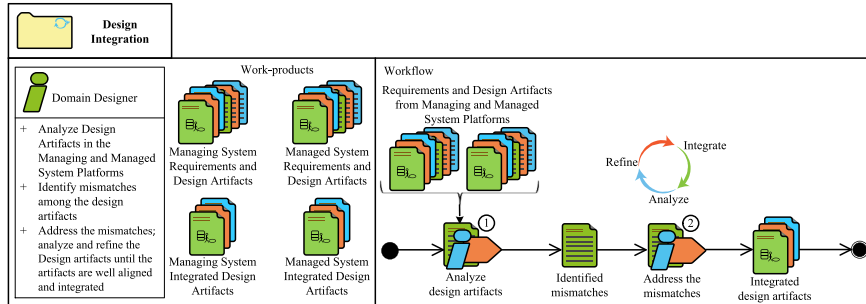 Design
Integration
Domain Designer
+ Analyze Design
Artifacts in the
Managing and Managed
System Platforms
+ Identify mismatches
among the design
artifacts
+ Address the mismatches;
analyze and refine the
Design artifacts until the
artifacts are well aligned
and integrated
Work-products
Managing System
Requirements and
Design Artifacts
Managed System
Requirements and
Design Artifacts
Managing System
Integrated Design
Artifacts
Managed System
Integrated Design
Artifacts
Workflow
Requirements and Design Artifacts
from Managing and Managed
System Platforms
Refine
Integrate
Analyze
1
Analyze
design artifacts
Identified
mismatches
2
Address the
mismatches
Integrated
design artifacts